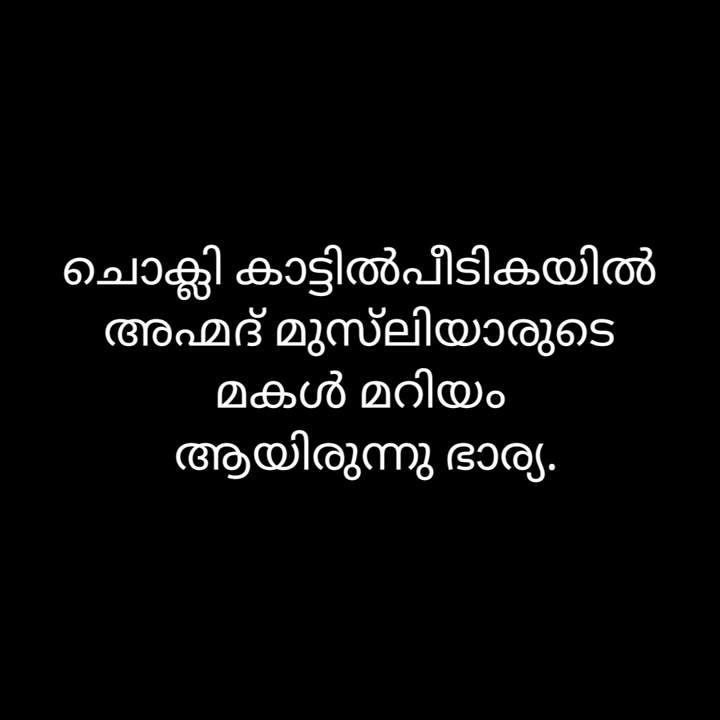 ചൊക്ലി കാട്ടിൽപീടികയിൽ
അഹ്മദ് മുസ്‌ലിയാരുടെ
മകൾ മറിയം
ആയിരുന്നു ഭാര്യ.